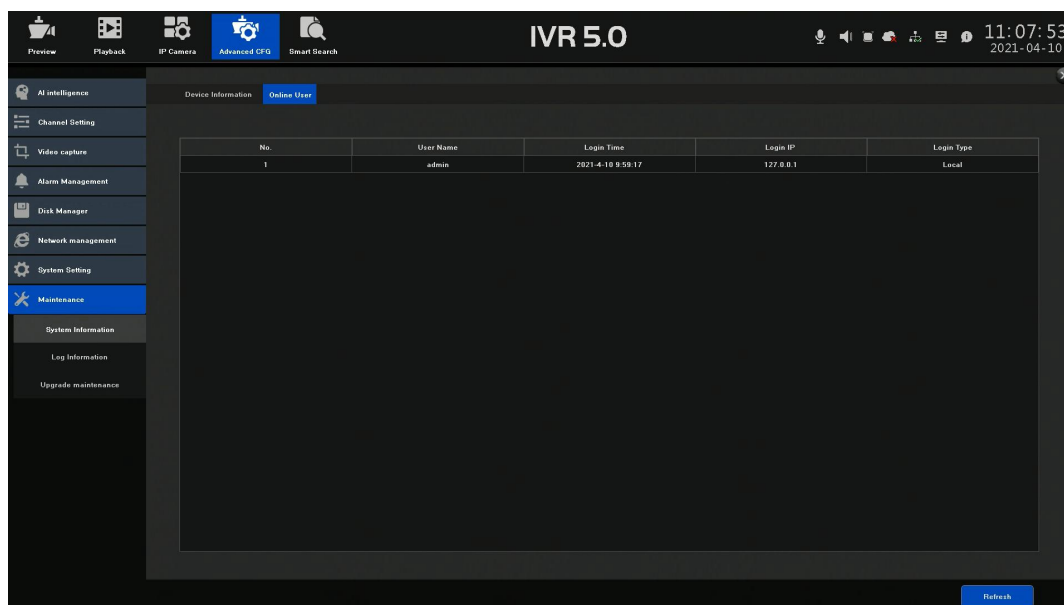 Preview Playback IP Camera Advanced CFG Smart Search
IVR 5.0
11:07:53
2021-04-10
AI intelligence
Channel Setting
Video capture
Alarm Management
Disk Manager
Network management
System Setting
Maintenance
System Information
Log Information
Upgrade maintenance
Device Information Online User
No. User Name Login Time Login IP Login Type
1 admin 2021-4-10 9:59:17 127.0.0.1 Local
Refresh